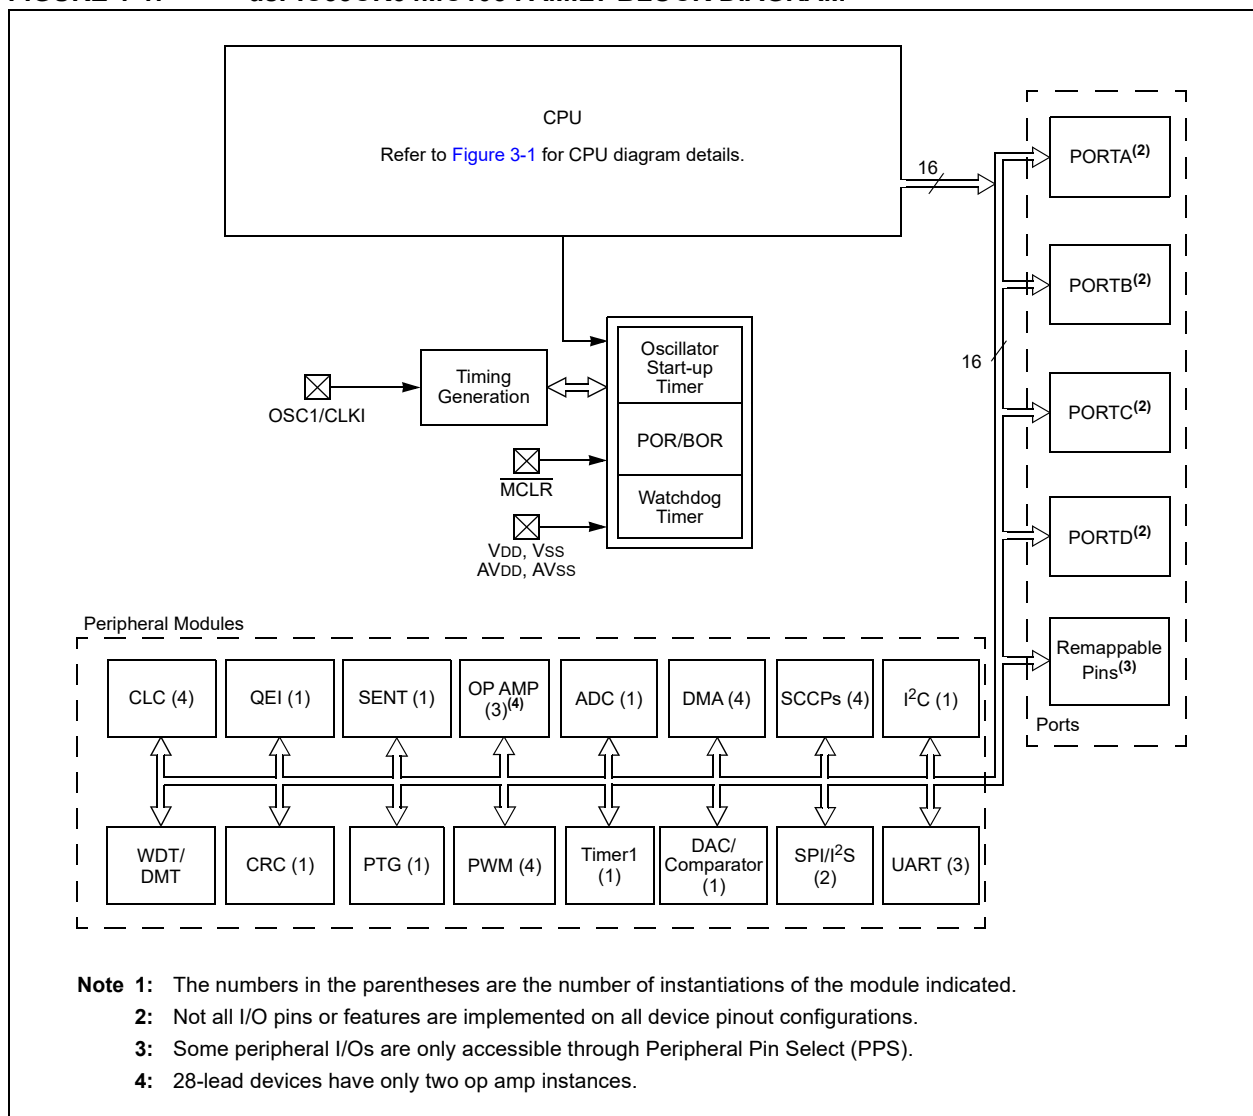 CPU
Refer to Figure 3-1 for CPU diagram details.
16
PORTA(2)
PORTB(2)
16
PORTC(2)
PORTD(2)
Remappable
Pins(3)
Ports
Oscillator
Start-up
Timer
Timing
Generation
OSC1/CLKI
POR/BOR
MCLR
Watchdog
Timer
VDD, VSS
AVDD, AVSS
Peripheral Modules
CLC (4)
QEI (1)
SENT (1)
OP AMP
(3)(4)
ADC (1)
DMA (4)
SCCPs (4)
I2C (1)
WDT/
DMT
CRC (1)
PTG (1)
PWM (4)
Timer1
(1)
DAC/
Comparator
(1)
SPI/I2S
(2)
UART (3)
Note 1: The numbers in the parentheses are the number of instantiations of the module indicated.
2: Not all I/O pins or features are implemented on all device pinout configurations.
3: Some peripheral I/Os are only accessible through Peripheral Pin Select (PPS).
4: 28-lead devices have only two op amp instances.